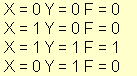 X = 0 Y = 0 F = 0
X = 1 Y = 0 F = 0
X = 1 Y = 1 F = 1
X = 0 Y = 1 F = 0